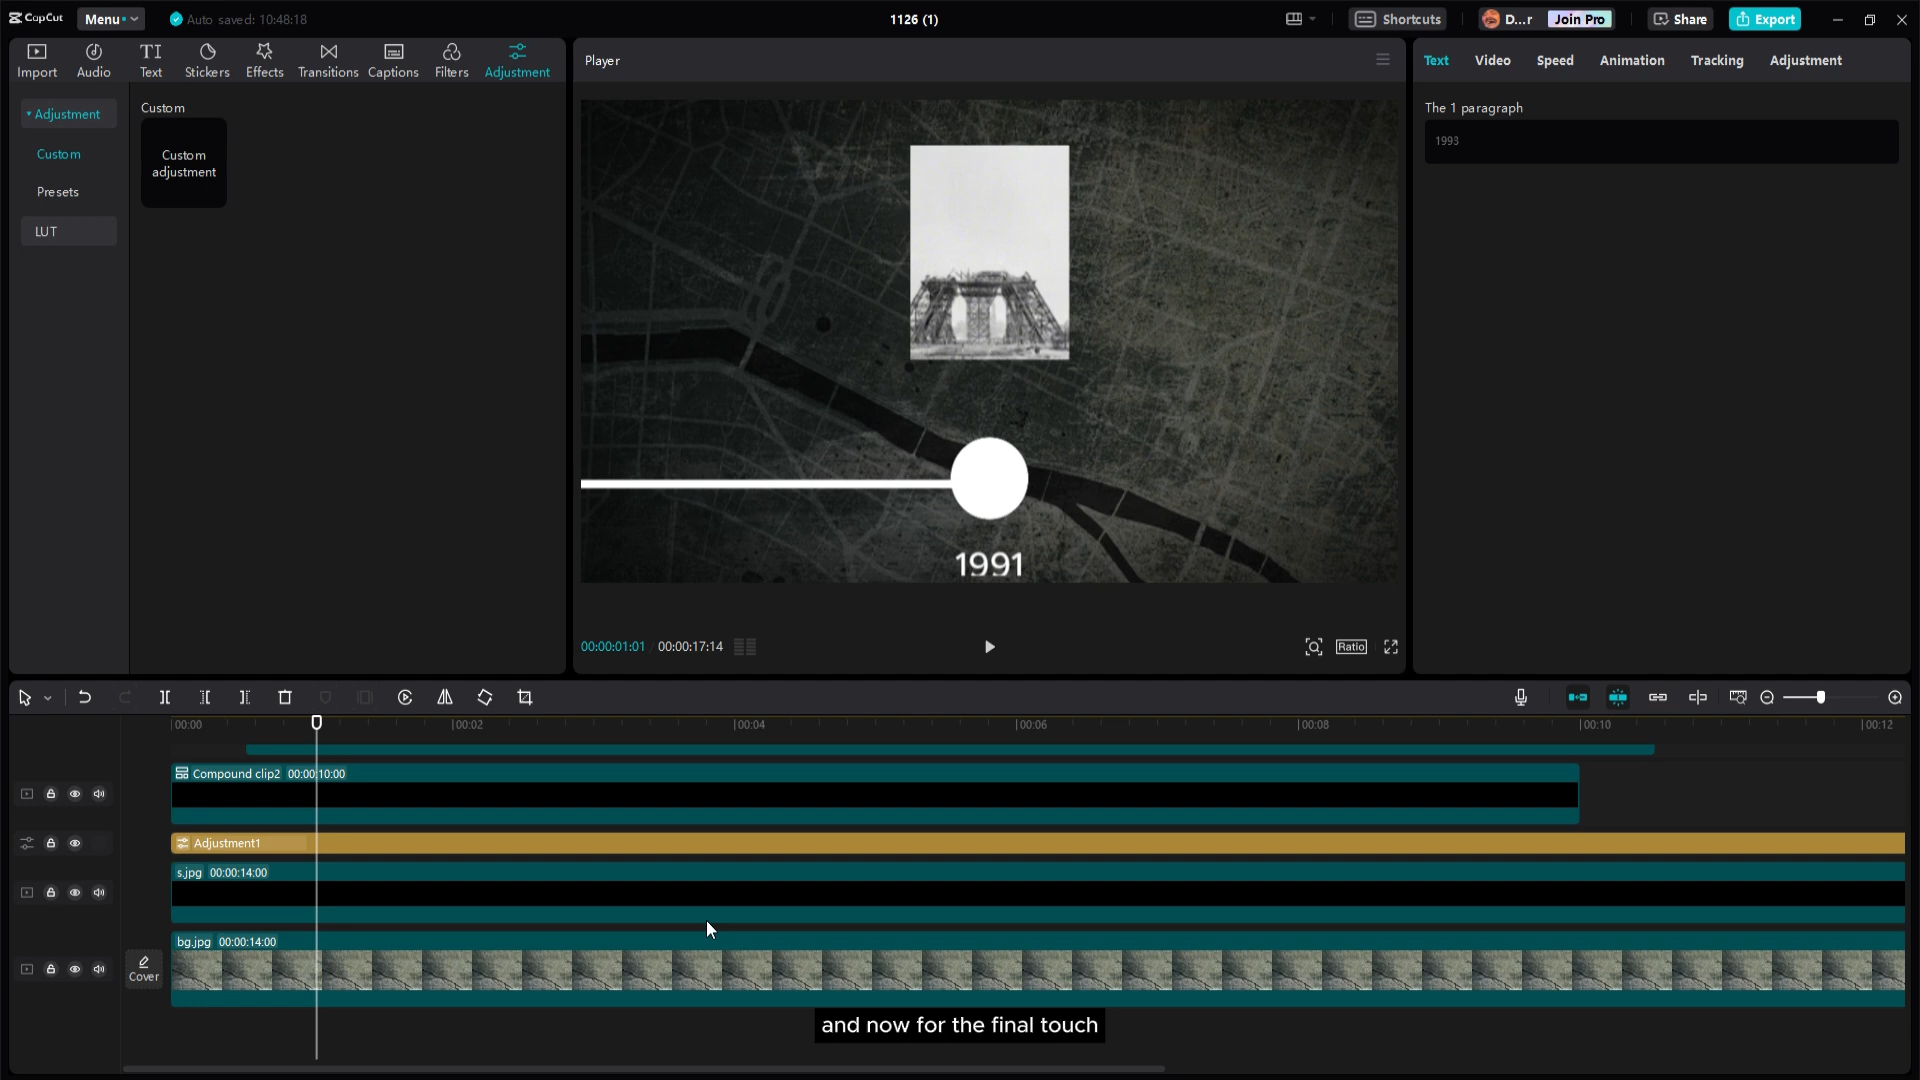 CapCut
Menu
Auto saved: 10:48:18
1126 (1)
Shortcuts
D...r
Join Pro
Share
Export
Import
Audio
TI
Text
Stickers
Effects
Transitions
Captions
Filters
Adjustment
Adjustment
Custom
Presets
LUT
Custom
Custom
adjustment
Player
1991
00:00:01:01
00:00:17:14
Ratio
Text
Video
Speed
Animation
Tracking
Adjustment
The 1 paragraph
1993
00:00
00:02
00:04
00:06
00:08
00:10
00:12
Compound clip2 00:00:10:00
Adjustment1
s.jpg 00:00:14:00
bg.jpg 00:00:14:00
Cover
and now for the final touch